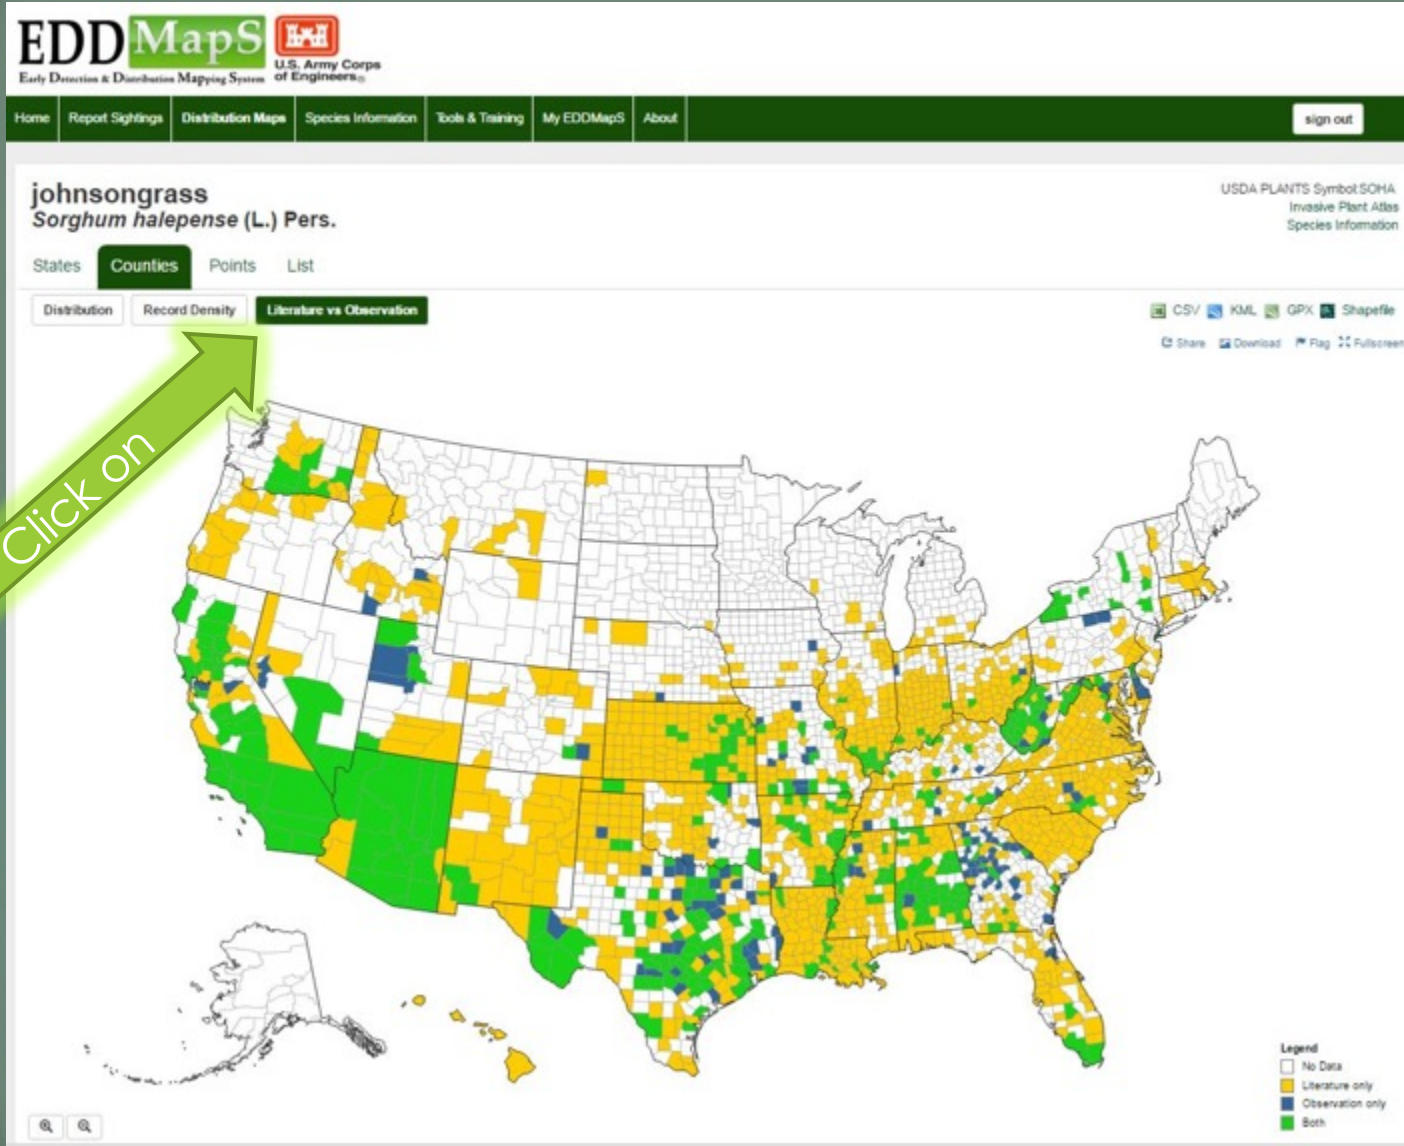 EDDMapS
Early Detection & Distribution Mapping System
U.S. Army Corps
of Engineers®
Home Report Sightings Distribution Maps Species Information Tools & Training My EDDMapS About sign out
johnsongrass
Sorghum halepense (L.) Pers.
USDA PLANTS Symbol:SOHA
Invasive Plant Atlas
Species Information
States Counties Points List
Distribution Record Density Literature vs Observation
CSV KML GPX Shapefile
Share Download Flag Fullscreen
Click on
Legend
No Data
Literature only
Observation only
Both